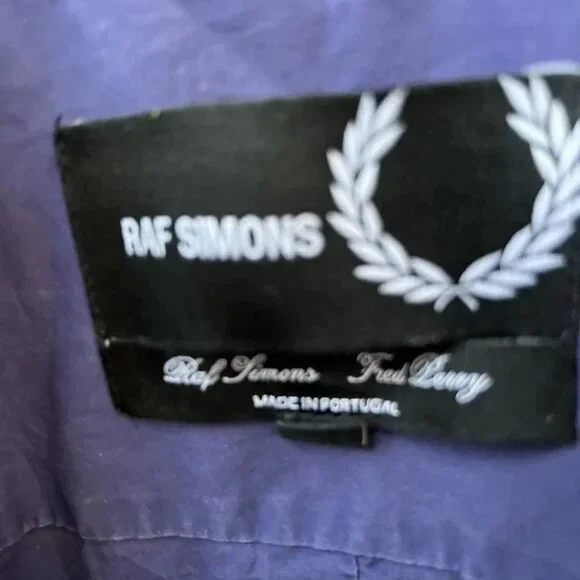 RAF SIMONS
Raf Simons Fred Perry
MADE IN PORTUGAL